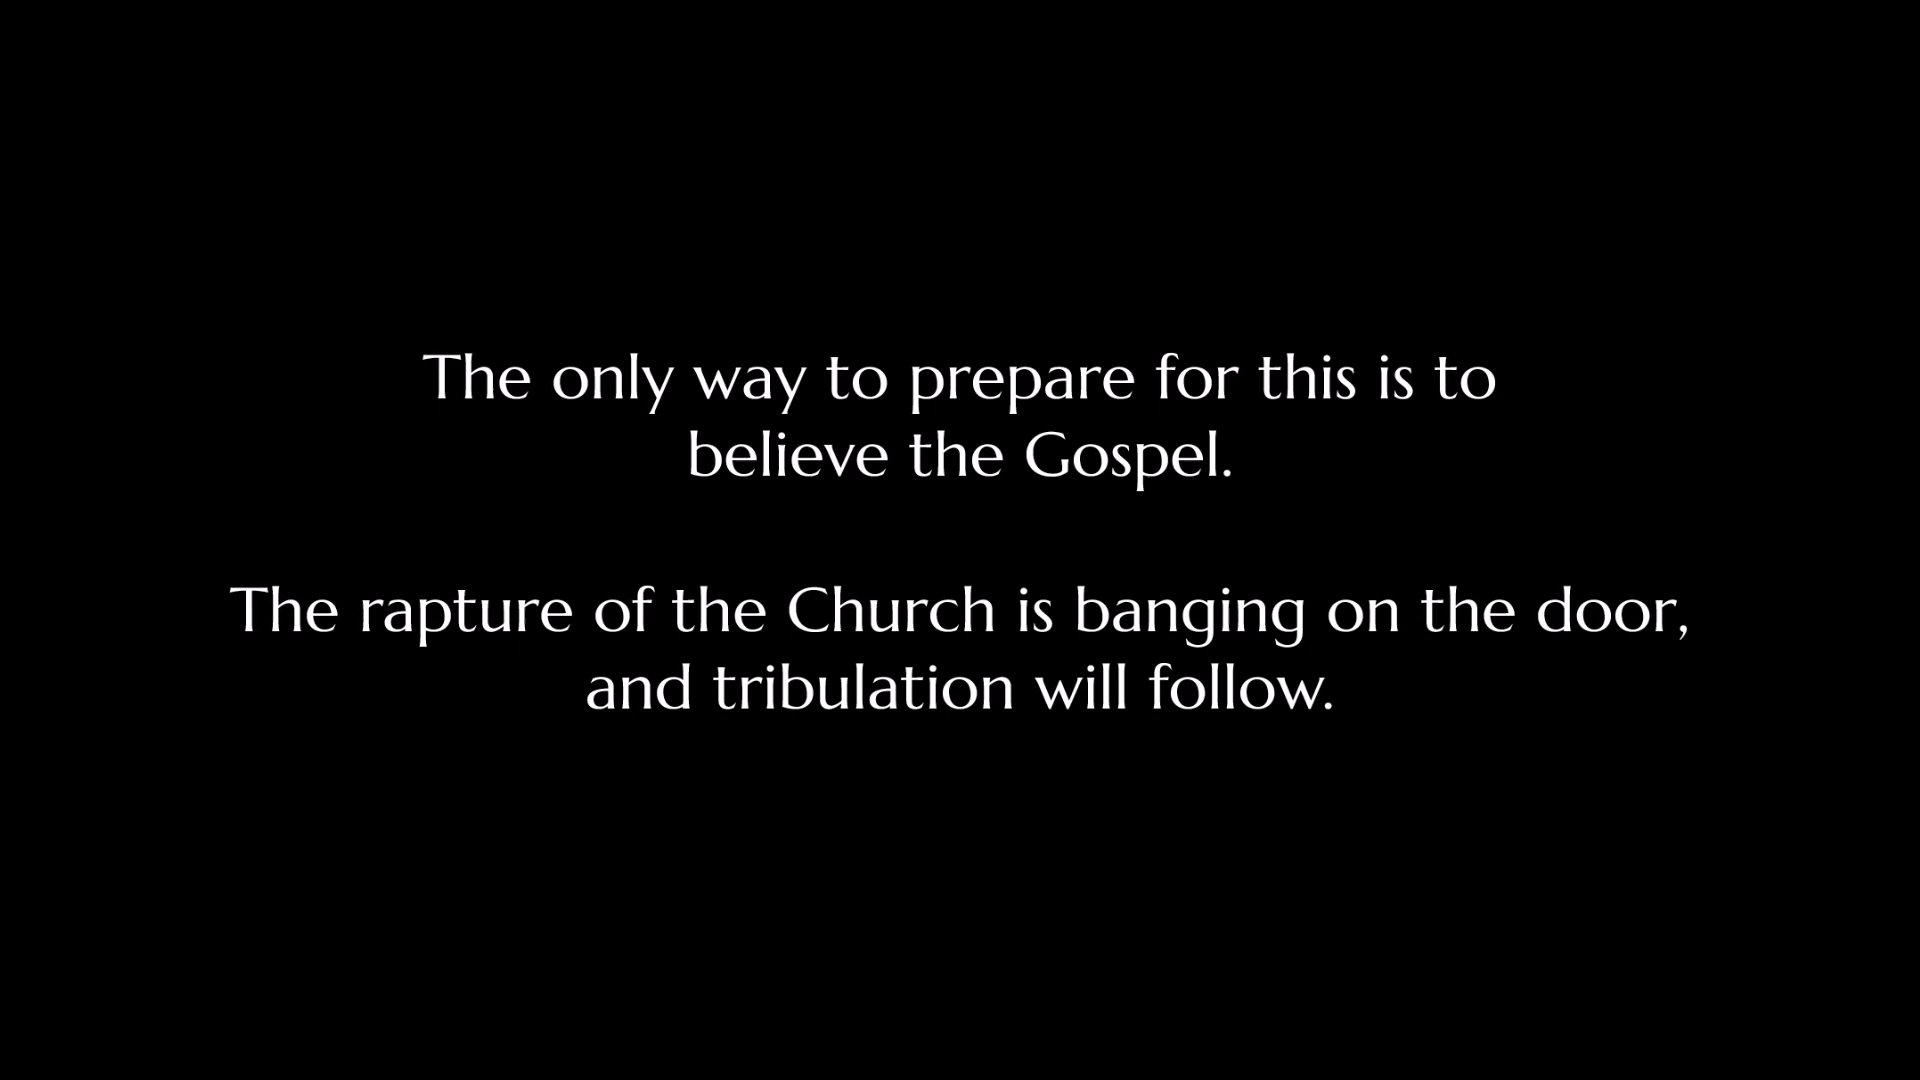 The only way to prepare for this is to
believe the Gospel.
The rapture of the Church is banging on the door,
and tribulation will follow.